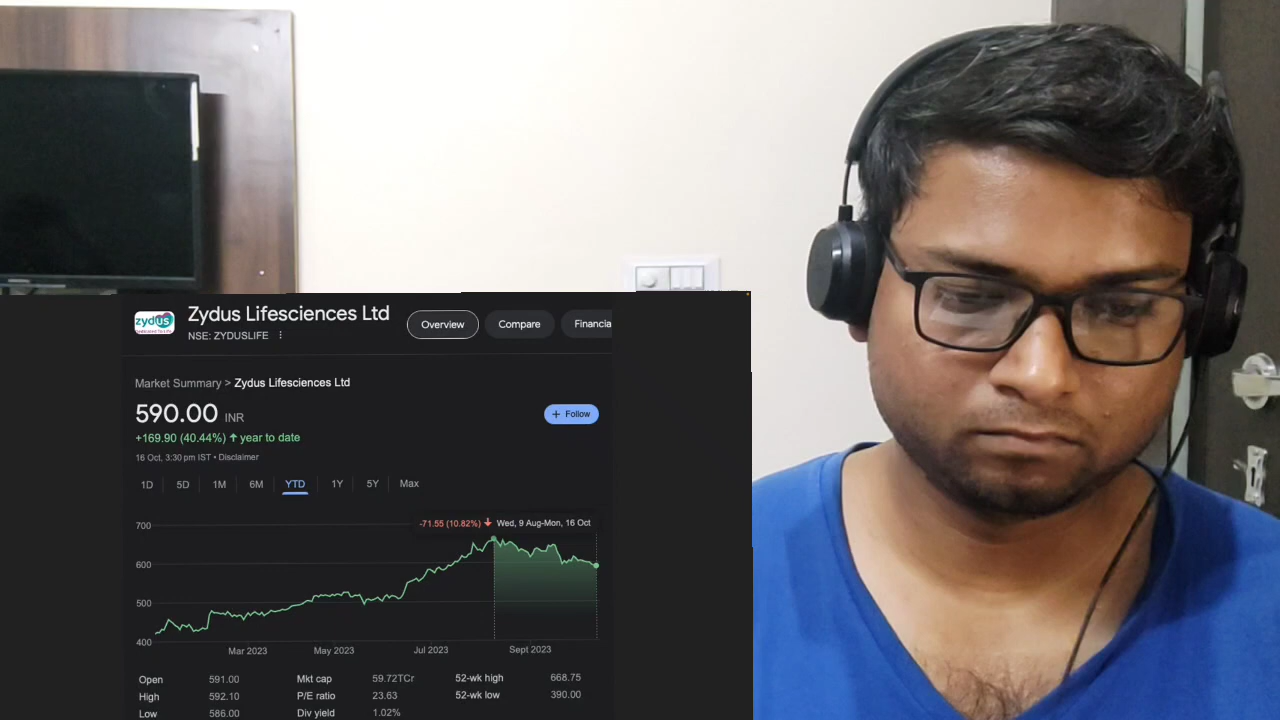 zydus
Zydus Lifesciences Ltd
NSE: ZYDUSLIFE
Overview
Compare
Financia
Market Summary > Zydus Lifesciences Ltd
590.00 INR
+ Follow
+169.90 (40.44%) ↑ year to date
16 Oct, 3:30 pm IST • Disclaimer
1D 5D 1M 6M YTD 1Y 5Y Max
-71.55 (10.82%) ↓ Wed, 9 Aug-Mon, 16 Oct
700
600
500
400
Mar 2023 May 2023 Jul 2023 Sept 2023
Open 591.00 Mkt cap 59.72TCr 52-wk high 668.75
High 592.10 P/E ratio 23.63 52-wk low 390.00
Low 586.00 Div yield 1.02%